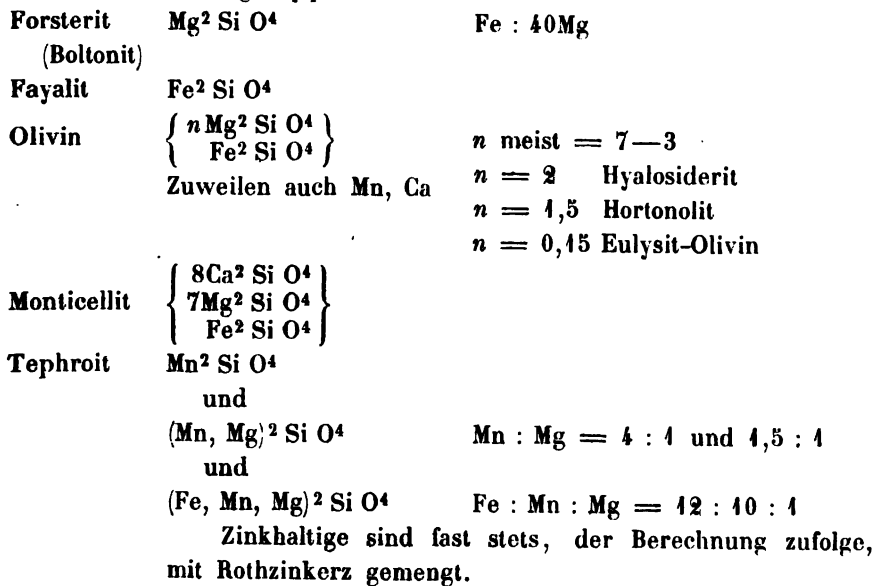 Forsterit Mg² Si O⁴ Fe : 40Mg
(Boltonit)
Fayalit Fe² Si O⁴
Olivin { n Mg² Si O⁴ }
{ Fe² Si O⁴ }
Zuweilen auch Mn, Ca
n meist = 7—3
n = 2 Hyalosiderit
n = 1,5 Hortonolit
n = 0,15 Eulysit-Olivin
Monticellit { 8Ca² Si O⁴
7Mg² Si O⁴
Fe² Si O⁴ }
Tephroit Mn² Si O⁴
und
(Mn, Mg)² Si O⁴ Mn : Mg = 4 : 1 und 1,5 : 1
und
(Fe, Mn, Mg)² Si O⁴ Fe : Mn : Mg = 12 : 10 : 1
Zinkhaltige sind fast stets, der Berechnung zufolge,
mit Rothzinkerz gemengt.